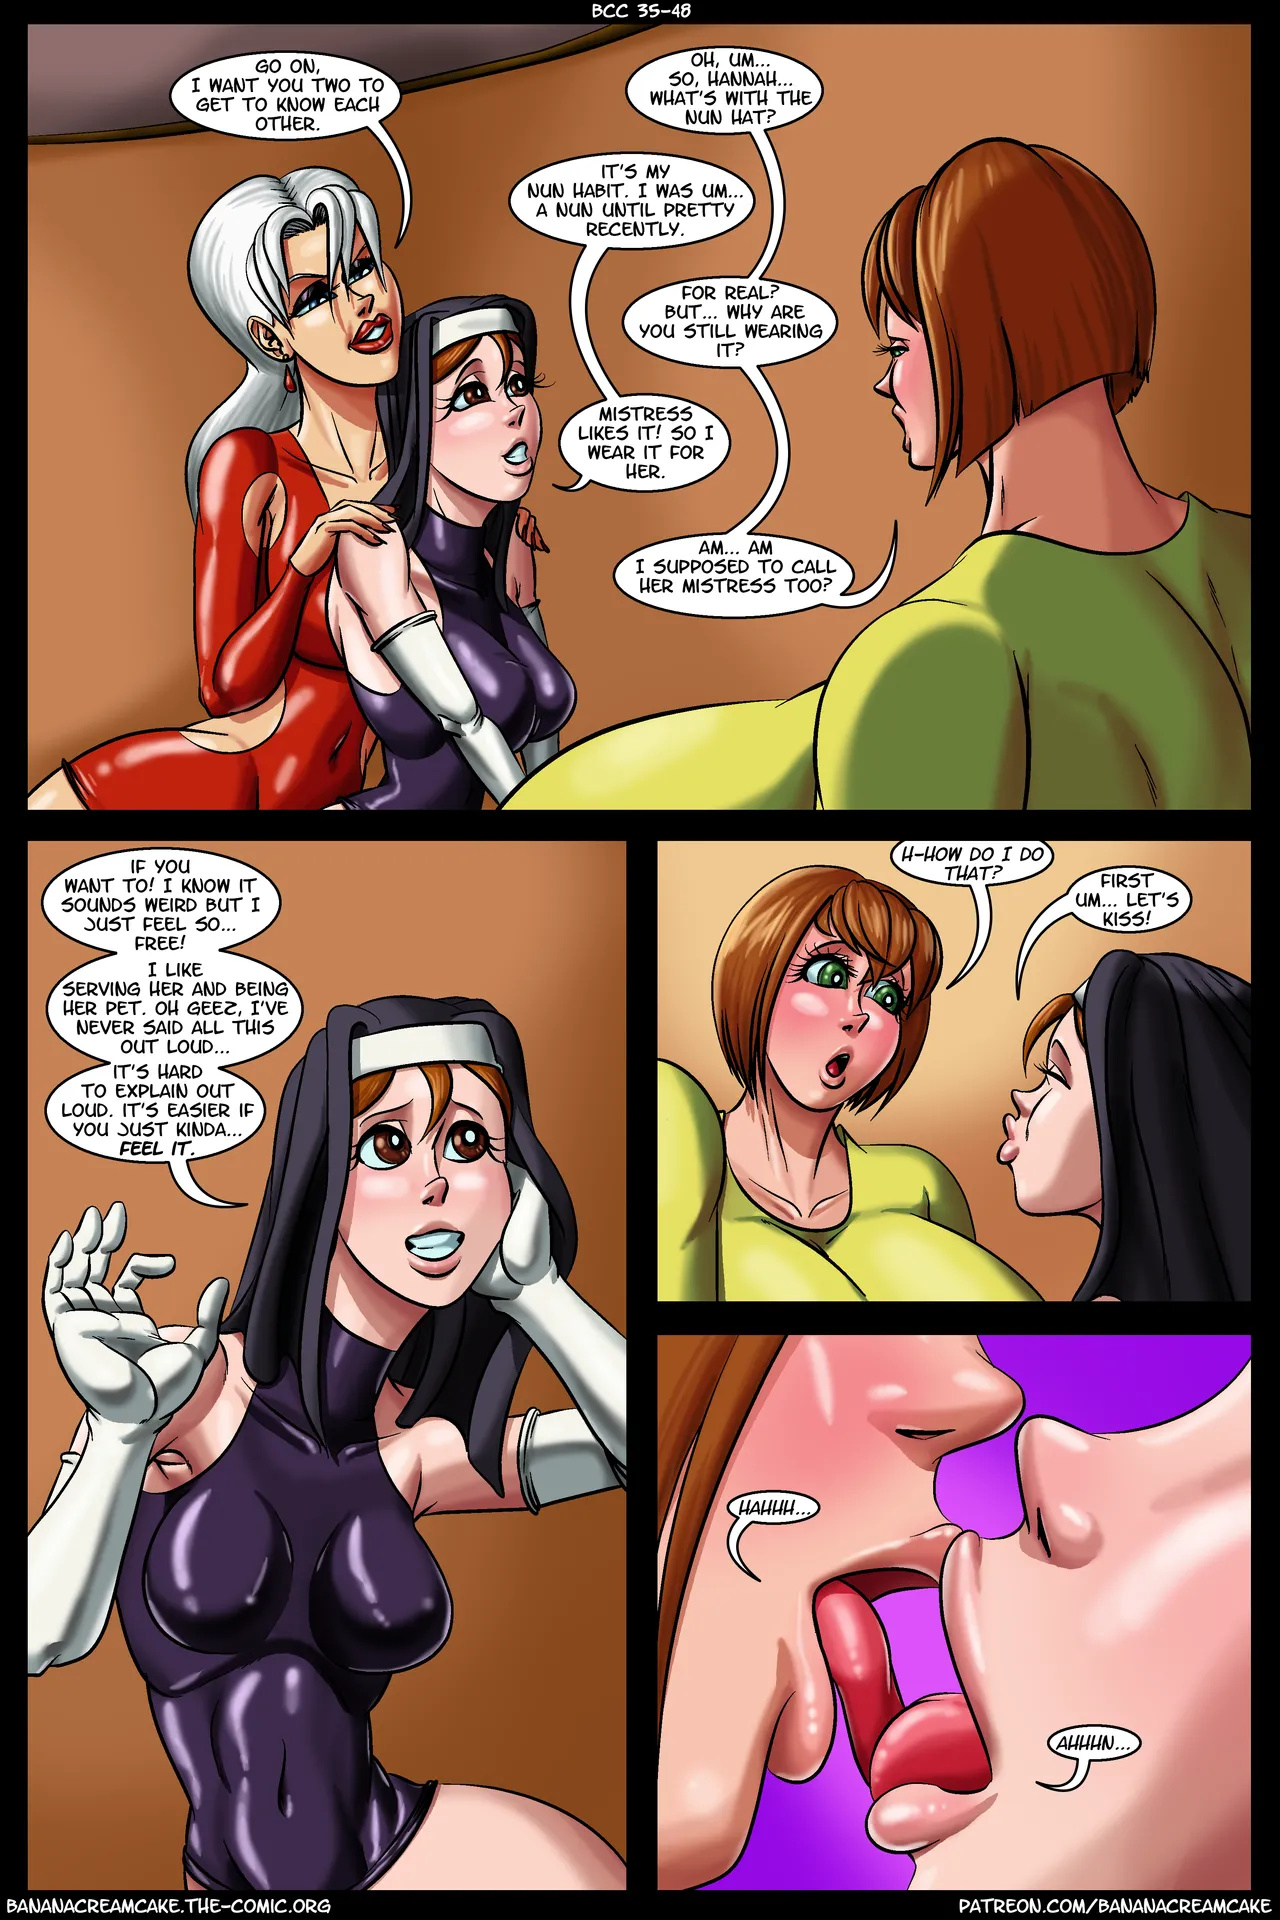 BCC 35-48
GO ON,
I WANT YOU TWO TO
GET TO KNOW EACH
OTHER.
OH, UM...
SO, HANNAH...
WHAT'S WITH THE
NUN HAT?
IT'S MY
NUN HABIT. I WAS UM...
A NUN UNTIL PRETTY
RECENTLY.
FOR REAL?
BUT... WHY ARE
YOU STILL WEARING
IT?
MISTRESS
LIKES IT! SO I
WEAR IT FOR
HER.
AM... AM
I SUPPOSED TO CALL
HER MISTRESS TOO?
IF YOU
WANT TO! I KNOW IT
SOUNDS WEIRD BUT I
JUST FEEL SO...
FREE!
I LIKE
SERVING HER AND BEING
HER PET. OH GEEZ, I'VE
NEVER SAID ALL THIS
OUT LOUD...
IT'S HARD
TO EXPLAIN OUT
LOUD. IT'S EASIER IF
YOU JUST KINDA...
FEEL IT.
H-HOW DO I DO
THAT?
FIRST
UM... LET'S
KISS!
HAHHH...
AHHHN...
BANANACREAMCAKE.THE-COMIC.ORG
PATREON.COM/BANANACREAMCAKE